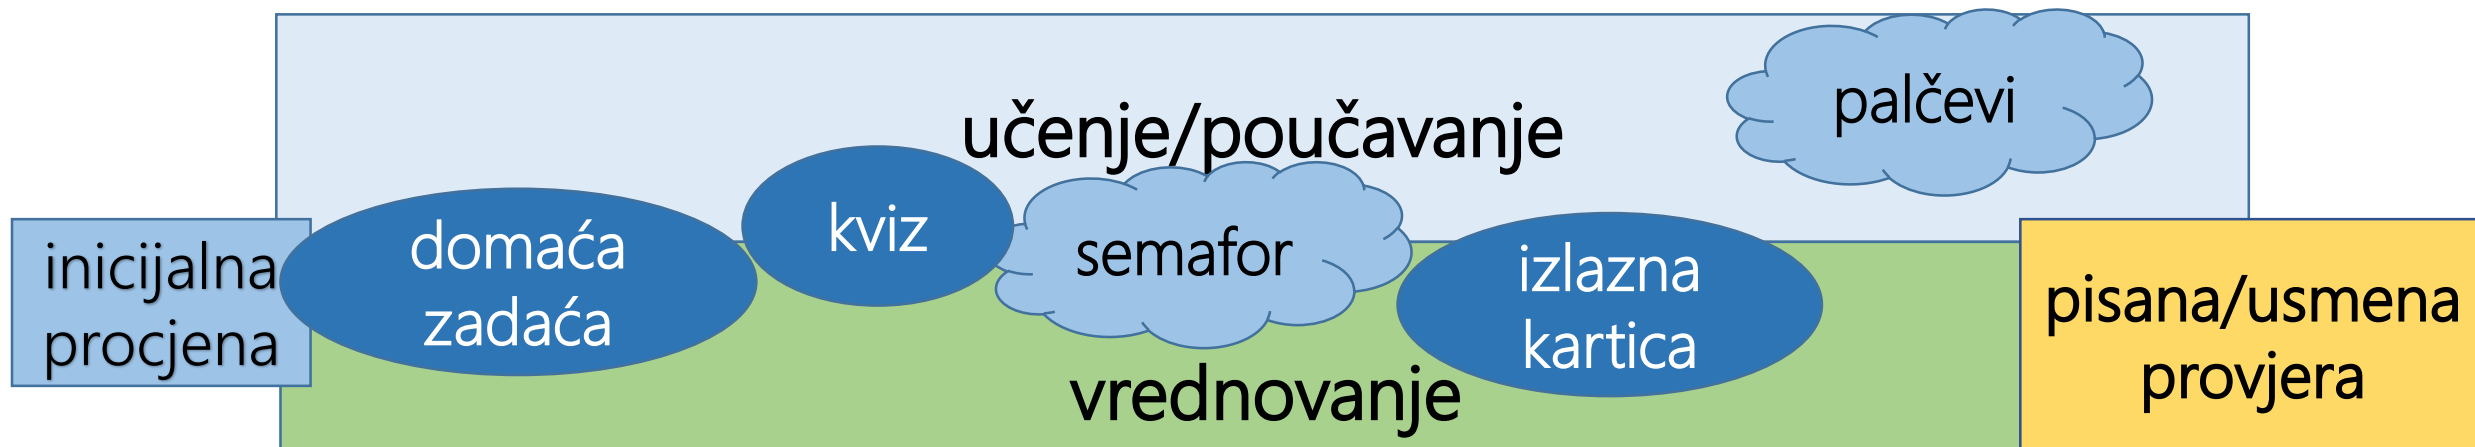 učenje/poučavanje
palčevi
inicijalna
procjena
domaća
zadaća
kviz
semafor
izlazna
kartica
pisana/usmena
provjera
vrednovanje